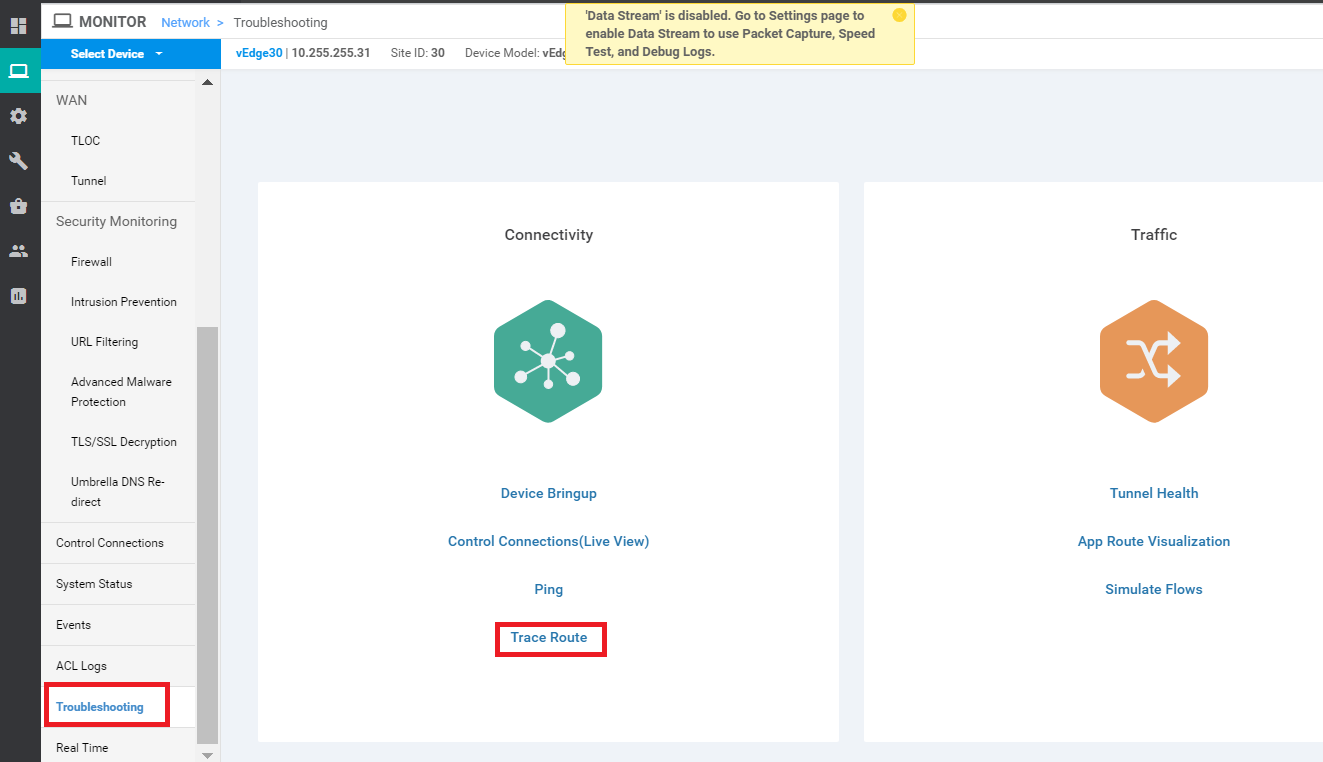 MONITOR Network > Troubleshooting
'Data Stream' is disabled. Go to Settings page to
enable Data Stream to use Packet Capture, Speed
Test, and Debug Logs.
Select Device
vEdge30 | 10.255.255.31 Site ID: 30 Device Model:
WAN
TLOC
Tunnel
Security Monitoring
Firewall
Intrusion Prevention
URL Filtering
Advanced Malware
Protection
TLS/SSL Decryption
Umbrella DNS Re-
direct
Control Connections
System Status
Events
ACL Logs
Troubleshooting
Real Time
Connectivity
Device Bringup
Control Connections(Live View)
Ping
Trace Route
Traffic
Tunnel Health
App Route Visualization
Simulate Flows